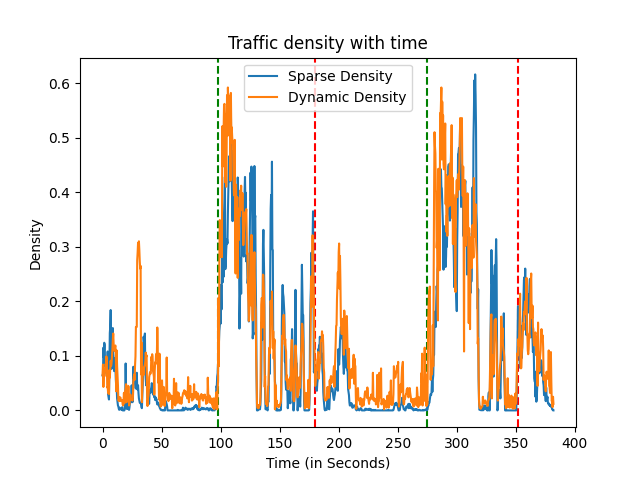 Traffic density with time
Sparse Density
Dynamic Density
Density
0.6
0.5
0.4
0.3
0.2
0.1
0.0
0 50 100 150 200 250 300 350 400
Time (in Seconds)